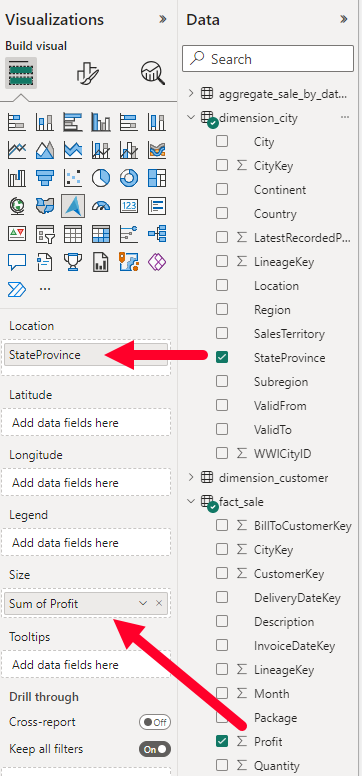 Visualizations
Build visual
123
Location
StateProvince
Latitude
Add data fields here
Longitude
Add data fields here
Legend
Add data fields here
Size
Sum of Profit
Tooltips
Add data fields here
Drill through
Cross-report
Off
Keep all filters
On
Data
Search
aggregate_sale_by_dat...
dimension_city
City
CityKey
Continent
Country
LatestRecordedP...
LineageKey
Location
Region
SalesTerritory
StateProvince
Subregion
ValidFrom
ValidTo
WWICityID
dimension_customer
fact_sale
BillToCustomerKey
CityKey
CustomerKey
DeliveryDateKey
Description
InvoiceDateKey
LineageKey
Month
Package
Profit
Quantity